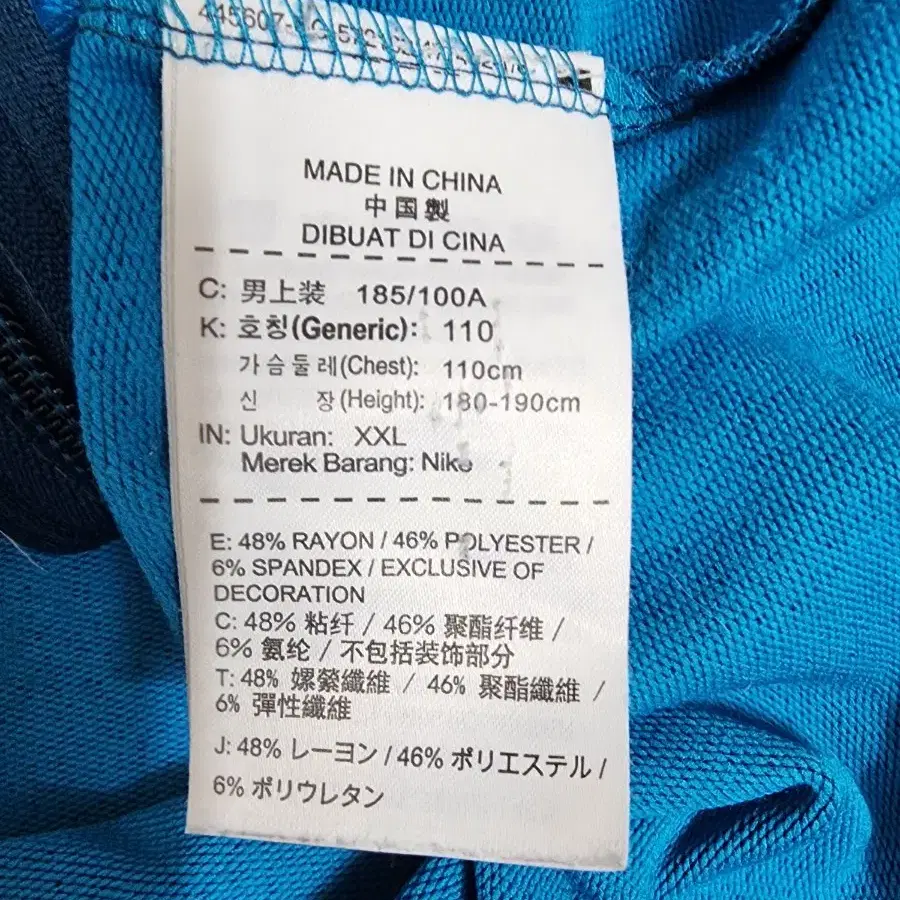 MADE IN CHINA
中国製
DIBUAT DI CINA
C: 男上装 185/100A
K: 호칭(Generic): 110
가슴둘레(Chest): 110cm
신 장(Height): 180-190cm
IN: Ukuran: XXL
Merek Barang: Nike
E: 48% RAYON / 46% POLYESTER /
6% SPANDEX / EXCLUSIVE OF
DECORATION
C: 48% 粘纤 / 46% 聚酯纤维 /
6% 氨纶 / 不包括装饰部分
T: 48% 嫘縈纖維 / 46% 聚酯纖維 /
6% 彈性纖維
J: 48% レーヨン / 46% ポリエステル /
6% ポリウレタン